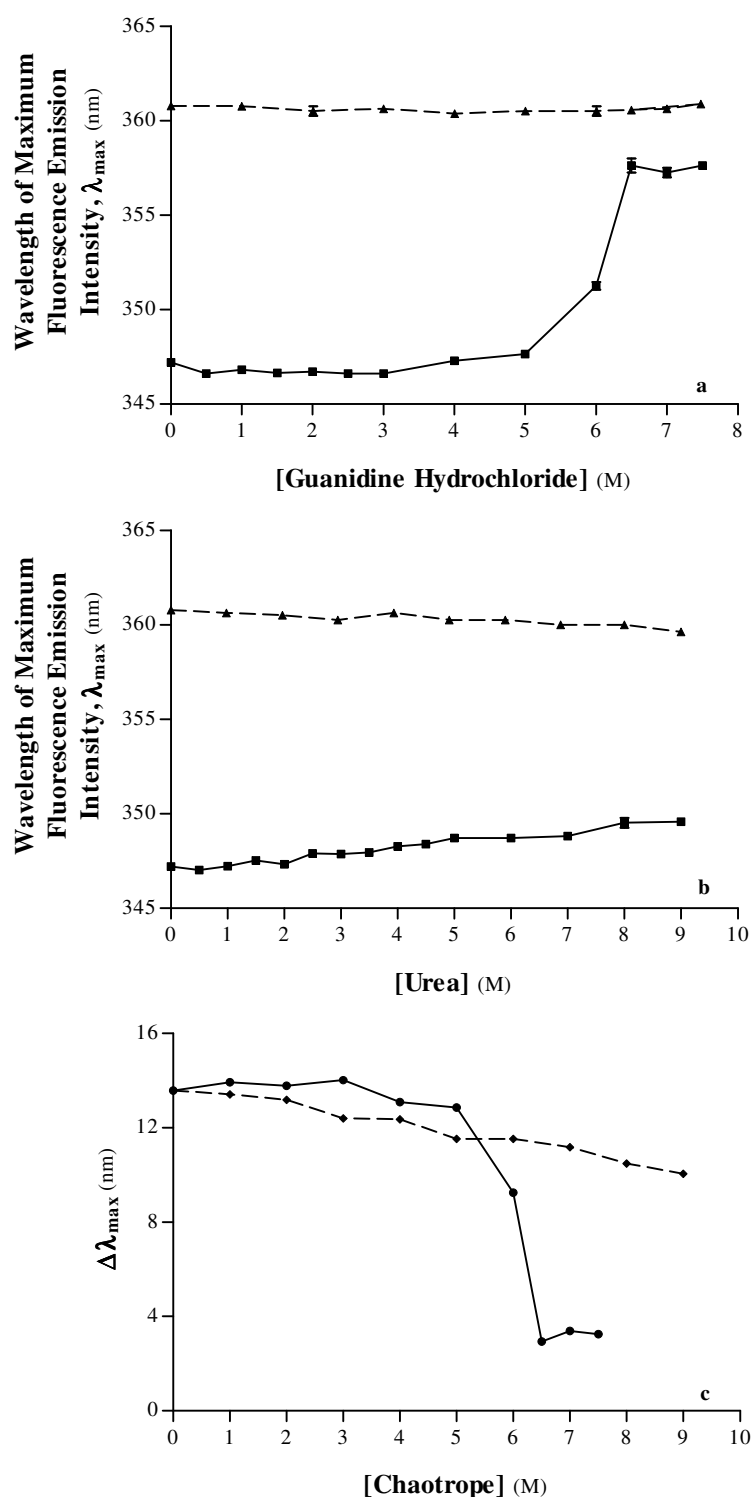 Wavelength of Maximum
Fluorescence Emission
Intensity, λmax (nm)
365
360
355
350
345
0 1 2 3 4 5 6 7 8
a
[Guanidine Hydrochloride] (M)
Wavelength of Maximum
Fluorescence Emission
Intensity, λmax (nm)
365
360
355
350
345
0 1 2 3 4 5 6 7 8 9 10
b
[Urea] (M)
Δλmax (nm)
16
12
8
4
0
0 1 2 3 4 5 6 7 8 9 10
c
[Chaotrope] (M)